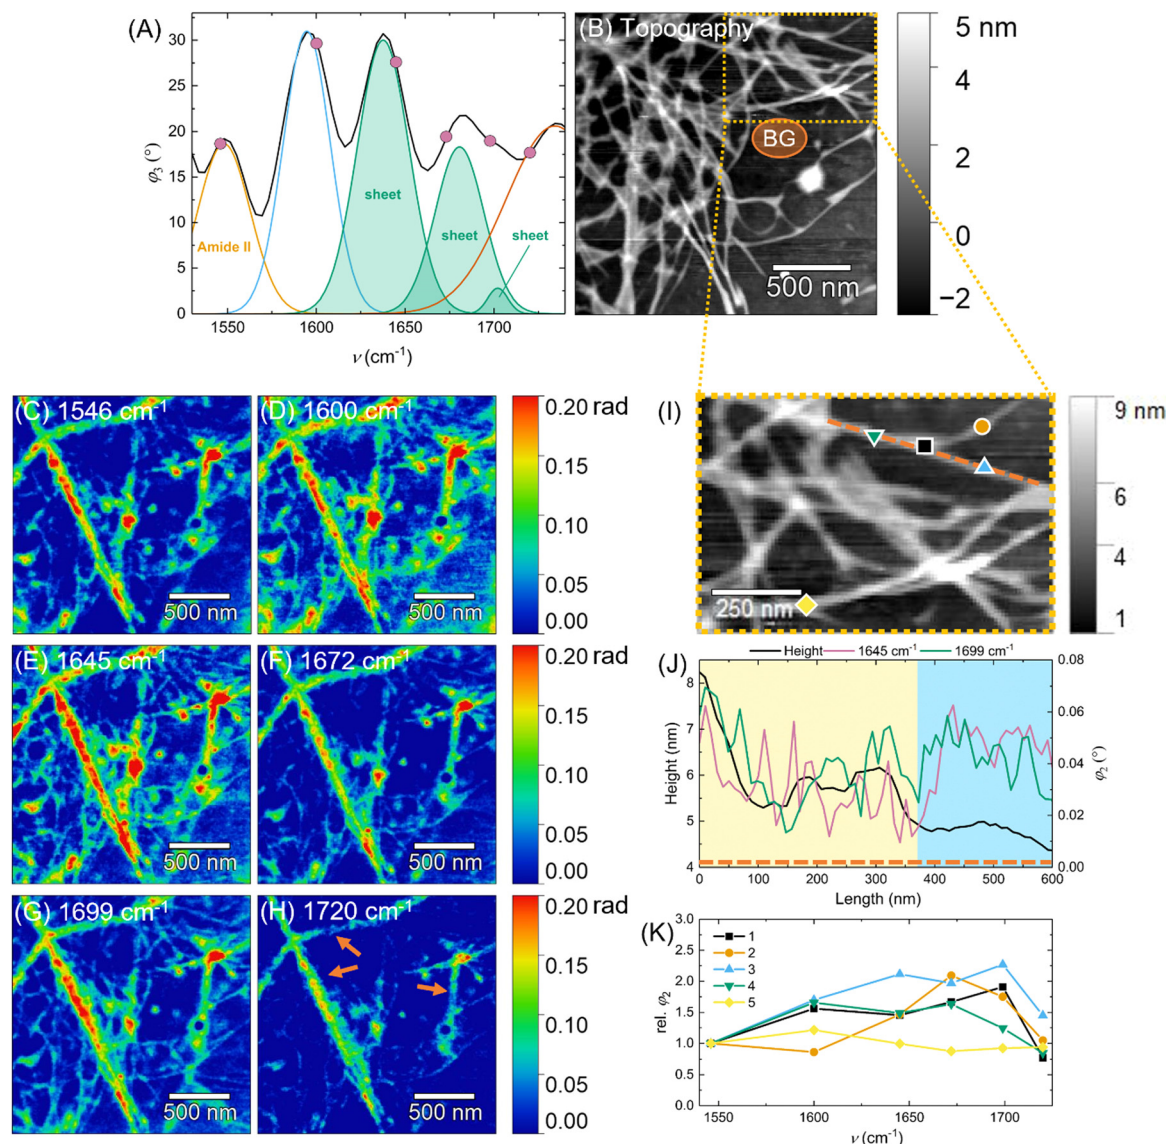 (A)
30
25
20
15
10
5
0
φ3 (°)
Amide II
sheet
sheet
sheet
1550
1600
1650
1700
ν (cm-1)
(B) Topography
BG
500 nm
5 nm
4
2
0
−2
(C) 1546 cm-1
500 nm
(D) 1600 cm-1
500 nm
0.20 rad
0.15
0.10
0.05
0.00
(E) 1645 cm-1
500 nm
(F) 1672 cm-1
500 nm
0.20 rad
0.15
0.10
0.05
0.00
(G) 1699 cm-1
500 nm
(H) 1720 cm-1
500 nm
0.20 rad
0.15
0.10
0.05
0.00
(I)
250 nm
9 nm
6
4
1
(J)
Height
1645 cm-1
1699 cm-1
8
7
6
5
4
Height (nm)
0.08
0.06
0.04
0.02
0.00
φ2 (°)
0
100
200
300
400
500
600
Length (nm)
(K)
1
2
3
4
5
3.0
2.5
2.0
1.5
1.0
0.5
0.0
rel. φ2
1550
1600
1650
1700
ν (cm-1)